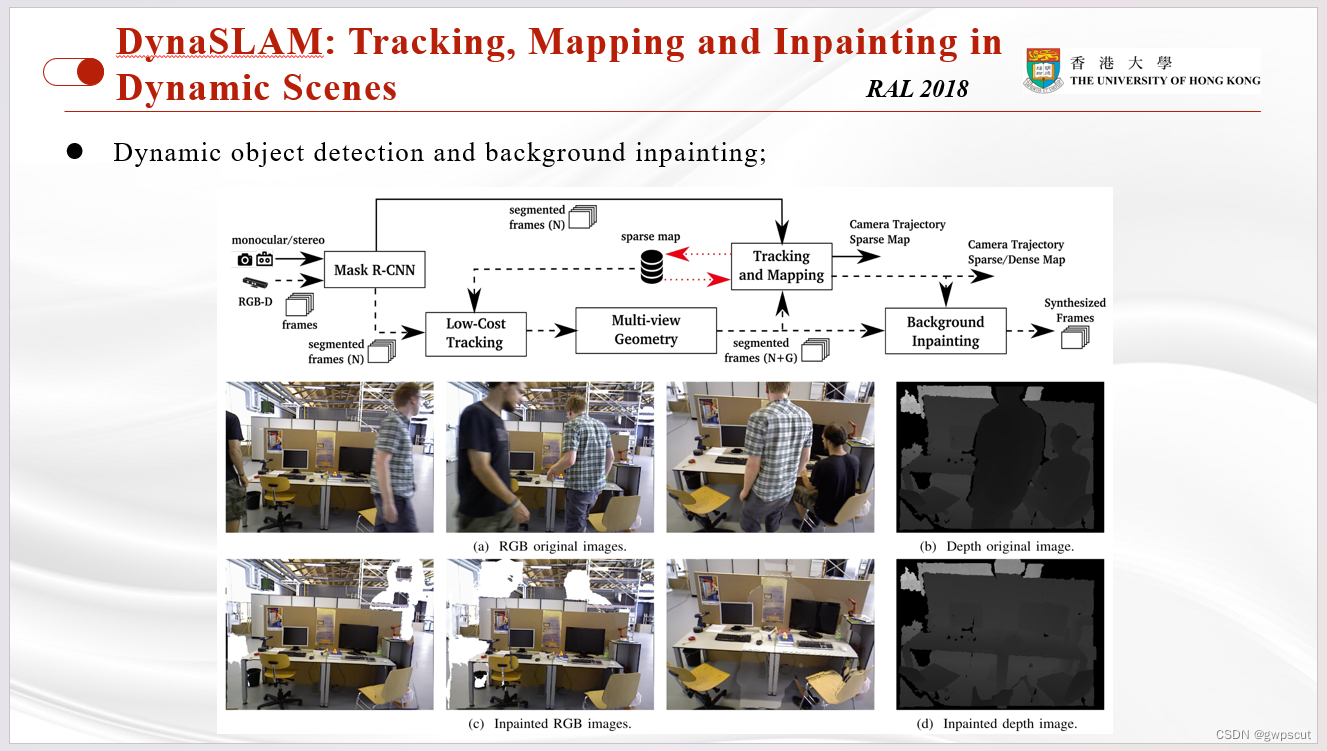 DynaSLAM: Tracking, Mapping and Inpainting in
Dynamic Scenes
RAL 2018
香港大學
THE UNIVERSITY OF HONG KONG
● Dynamic object detection and background inpainting;
segmented
frames (N)
monocular/stereo
RGB-D
frames
Mask R-CNN
sparse map
Tracking
and Mapping
Camera Trajectory
Sparse Map
Camera Trajectory
Sparse/Dense Map
segmented
frames (N)
Low-Cost
Tracking
Multi-view
Geometry
segmented
frames (N+G)
Background
Inpainting
Synthesized
Frames
(a) RGB original images.
(b) Depth original image.
(c) Inpainted RGB images.
(d) Inpainted depth image.
CSDN @gwpscut